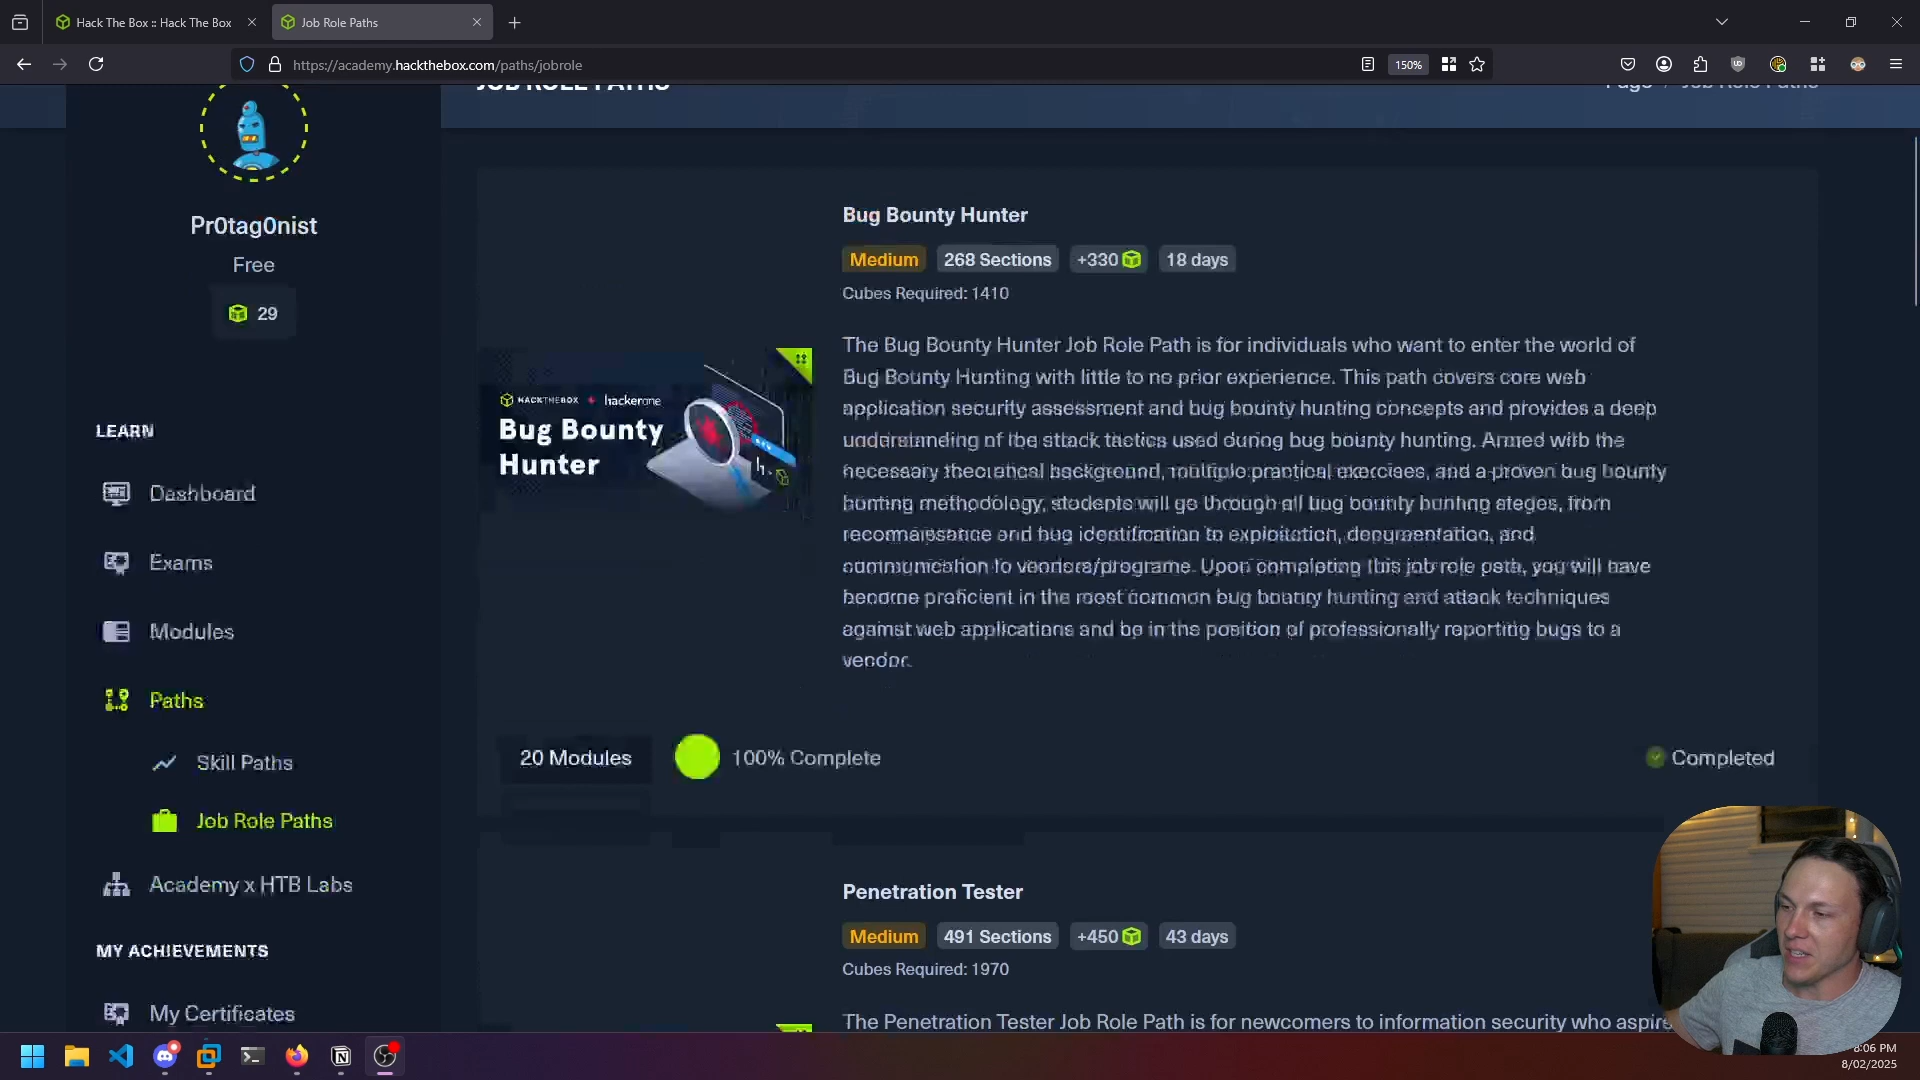 Hack The Box :: Hack The Box
Job Role Paths
https://academy.hackthebox.com/paths/jobrole
150%
JOB ROLE PATHS
Page / Job Role Paths
Pr0tag0nist
Free
29
LEARN
Dashboard
Exams
Modules
Paths
Skill Paths
Job Role Paths
Academy x HTB Labs
MY ACHIEVEMENTS
My Certificates
HACKTHEBOX
hackerone
Bug Bounty
Hunter
Bug Bounty Hunter
Medium
268 Sections
+330
18 days
Cubes Required: 1410
The Bug Bounty Hunter Job Role Path is for individuals who want to enter the world of
Bug Bounty Hunting with little to no prior experience. This path covers core web
application security assessment and bug bounty hunting concepts and provides a deep
understanding of the attack tactics used during bug bounty hunting. Armed with the
necessary theoretical background, multiple practical exercises, and a proven bug bounty
hunting methodology, students will go through all bug bounty hunting stages, from
reconnaissance and bug identification to exploitation, documentation, and
communication to vendors/programs. Upon completing this job role path, you will have
become proficient in the most common bug bounty hunting and attack techniques
against web applications and be in the position of professionally reporting bugs to a
vendor.
20 Modules
100% Complete
Completed
Penetration Tester
Medium
491 Sections
+450
43 days
Cubes Required: 1970
The Penetration Tester Job Role Path is for newcomers to information security who aspire
8:06 PM
8/02/2025